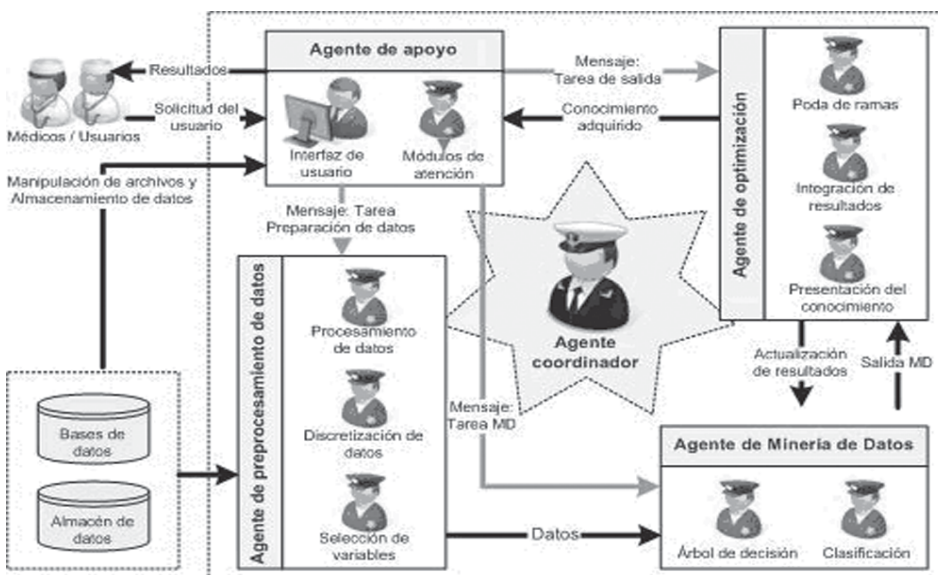 Agente de apoyo
Resultados
Solicitud del
usuario
Médicos / Usuarios
Interfaz de
usuario
Módulos de
atención
Mensaje:
Tarea de salida
Conocimiento
adquirido
Agente de optimización
Poda de ramas
Integración de
resultados
Presentación del
conocimiento
Manipulación de archivos y
Almacenamiento de datos
Mensaje: Tarea
Preparación de datos
Agente de preprocesamiento de datos
Procesamiento
de datos
Discretización de
datos
Selección de
variables
Agente
coordinador
Mensaje:
Tarea MD
Actualización
de resultados
Salida MD
Bases de
datos
Almacén de
datos
Datos
Agente de Minería de Datos
Árbol de decisión
Clasificación